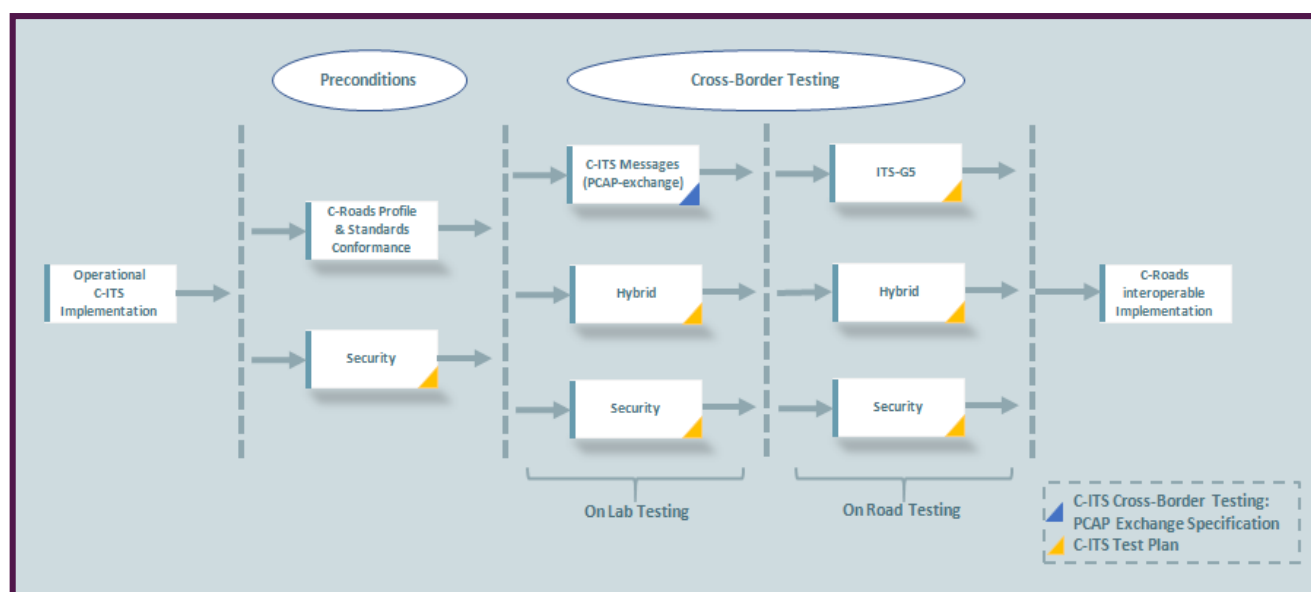 Preconditions
Cross-Border Testing
C-ITS Messages
(PCAP-exchange)
ITS-G5
C-Roads Profile
& Standards
Conformance
Operational
C-ITS
Implementation
Hybrid
Hybrid
C-Roads
interoperable
Implementation
Security
Security
Security
On Lab Testing
On Road Testing
C-ITS Cross-Border Testing:
PCAP Exchange Specification
C-ITS Test Plan